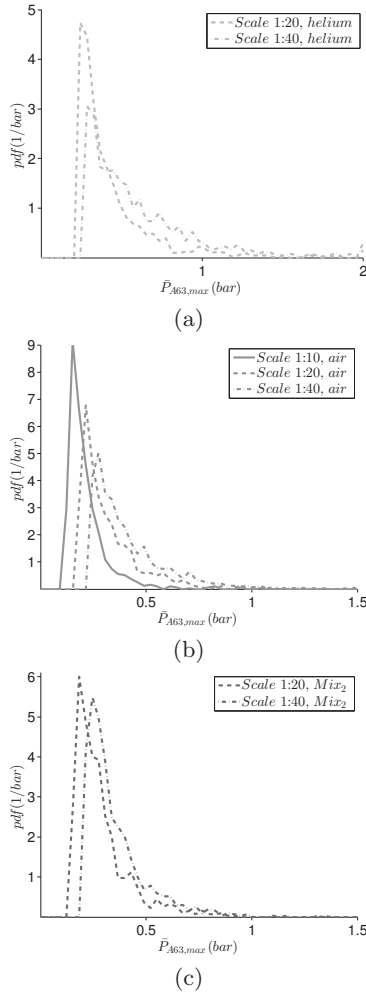 5
4
3
2
1
pdf(1/bar)
Scale 1:20, helium
Scale 1:40, helium
1
2
P̄A63,max(bar)
(a)
9
8
7
6
5
4
3
2
1
pdf(1/bar)
Scale 1:10, air
Scale 1:20, air
Scale 1:40, air
0.5
1
1.5
P̄A63,max(bar)
(b)
6
5
4
3
2
1
pdf(1/bar)
Scale 1:20, Mix2
Scale 1:40, Mix2
0.5
1
1.5
P̄A63,max(bar)
(c)